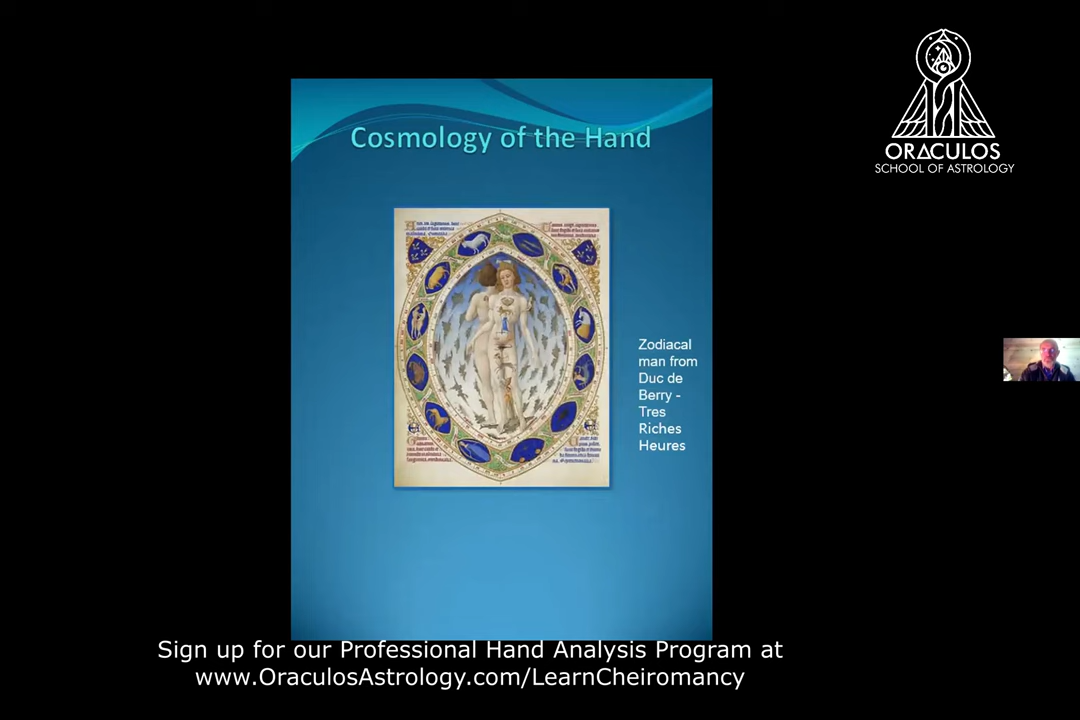 Cosmology of the Hand
ORACULOS
SCHOOL OF ASTROLOGY
Zodiacal
man from
Duc de
Berry -
Tres
Riches
Heures
Sign up for our Professional Hand Analysis Program at
www.OraculosAstrology.com/LearnCheiromancy